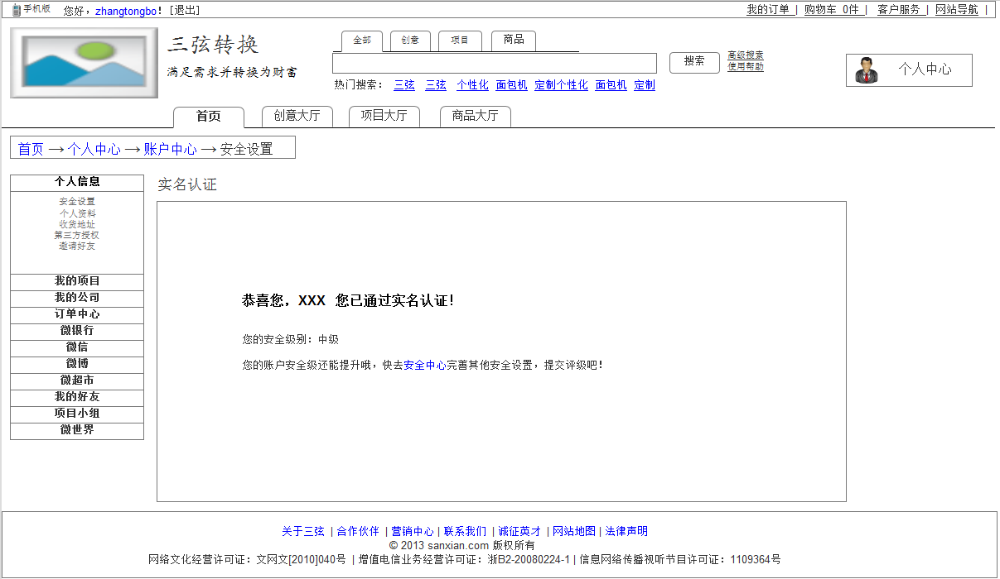 手机版 您好，zhangtongbo！[退出] 我的订单 | 购物车 0件 | 客户服务 | 网站导航 |
三弦转换
满足需求并转换为财富
全部 创意 项目 商品
搜索
高级搜索
使用帮助
个人中心
热门搜索： 三弦 三弦 个性化 面包机 定制个性化 面包机 定制
首页 创意大厅 项目大厅 商品大厅
首页 → 个人中心 → 账户中心 → 安全设置
个人信息
安全设置
个人资料
收货地址
第三方授权
邀请好友
我的项目
我的公司
订单中心
微银行
微信
微博
微超市
我的好友
项目小组
微世界
实名认证
恭喜您，XXX 您已通过实名认证！
您的安全级别：中级
您的账户安全级还能提升哦，快去安全中心完善其他安全设置，提交评级吧！
关于三弦 | 合作伙伴 | 营销中心 | 联系我们 | 诚征英才 | 网站地图 | 法律声明
© 2013 sanxian.com 版权所有
网络文化经营许可证：文网文[2010]040号 | 增值电信业务经营许可证：浙B2-20080224-1 | 信息网络传播视听节目许可证：1109364号